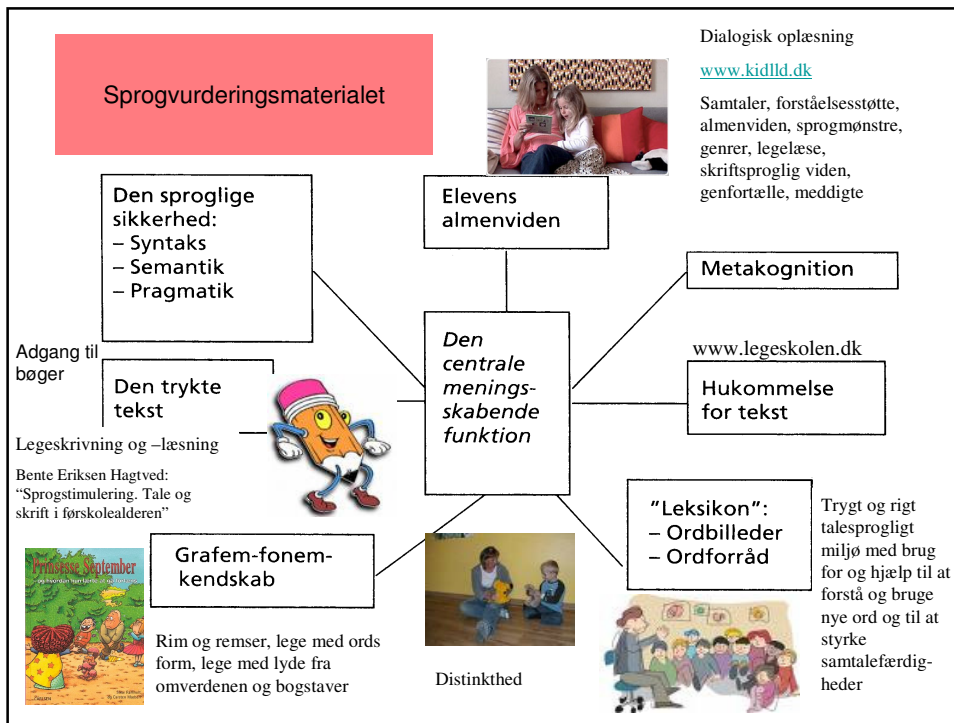 Sprogvurderingsmaterialet
Dialogisk oplæsning
www.kidlld.dk
Samtaler, forståelsesstøtte,
almenviden, sprogmønstre,
genrer, legelæse,
skriftsproglig viden,
genfortælle, meddigte
Den sproglige
sikkerhed:
– Syntaks
– Semantik
– Pragmatik
Elevens
almenviden
Metakognition
Adgang til
bøger
Den trykte
tekst
Den
centrale
menings-
skabende
funktion
www.legeskolen.dk
Hukommelse
for tekst
Legeskrivning og –læsning
Bente Eriksen Hagtved:
“Sprogstimulering. Tale og
skrift i førskolealderen”
"Leksikon":
– Ordbilleder
– Ordforråd
Trygt og rigt
talesprogligt
miljø med brug
for og hjælp til at
forstå og bruge
nye ord og til at
styrke
samtalefærdig-
heder
Prinsesse September
Grafem-fonem-
kendskab
Rim og remser, lege med ords
form, lege med lyde fra
omverdenen og bogstaver
Distinkthed